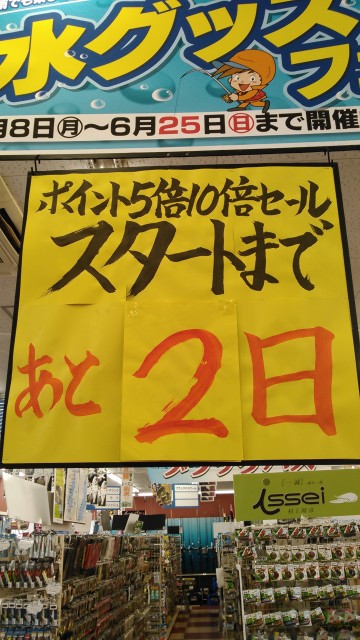 水グッズ
フ
月8日㊊～6月25日㊐まで開催
ポイント5倍10倍セール
スタートまで
あと2日
issei